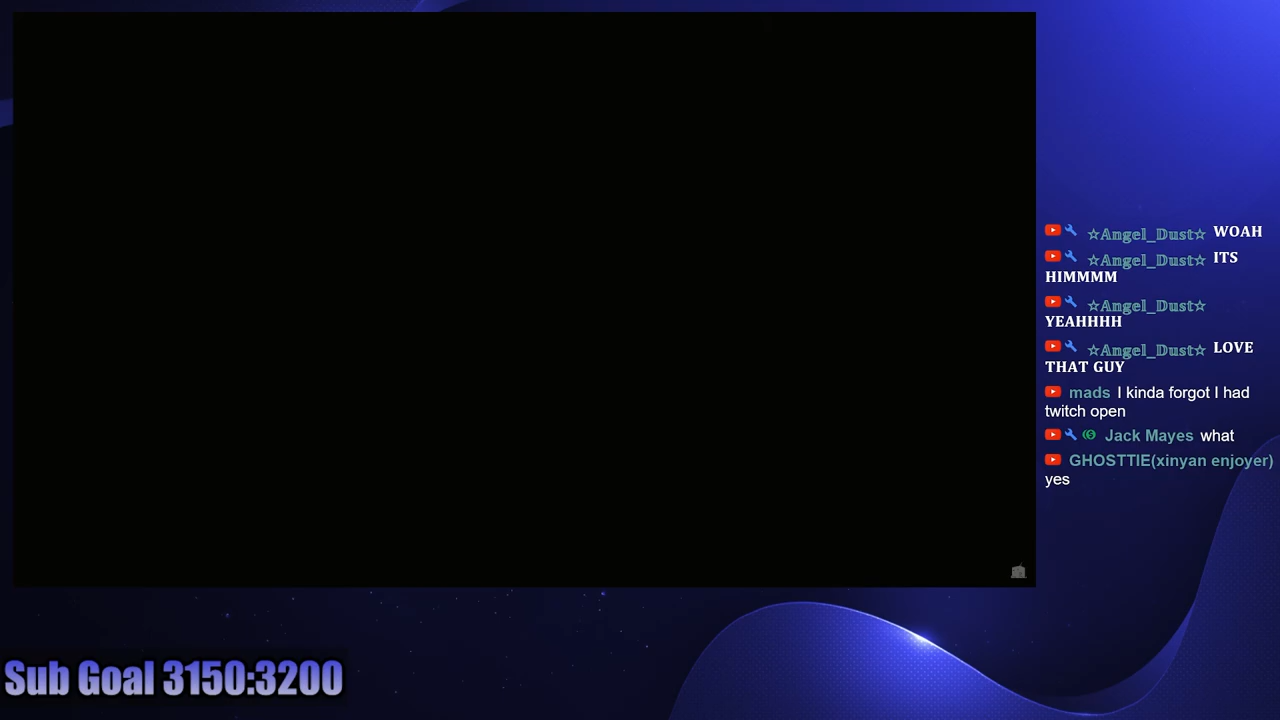 ☆𝔸𝕟𝕘𝕖𝕝_𝔻𝕦𝕤𝕥☆ WOAH
☆𝔸𝕟𝕘𝕖𝕝_𝔻𝕦𝕤𝕥☆ ITS
HIMMMM
☆𝔸𝕟𝕘𝕖𝕝_𝔻𝕦𝕤𝕥☆
YEAHHHH
☆𝔸𝕟𝕘𝕖𝕝_𝔻𝕦𝕤𝕥☆ LOVE
THAT GUY
mads I kinda forgot I had
twitch open
Jack Mayes what
GHOSTTIE(xinyan enjoyer)
yes
Sub Goal 3150:3200